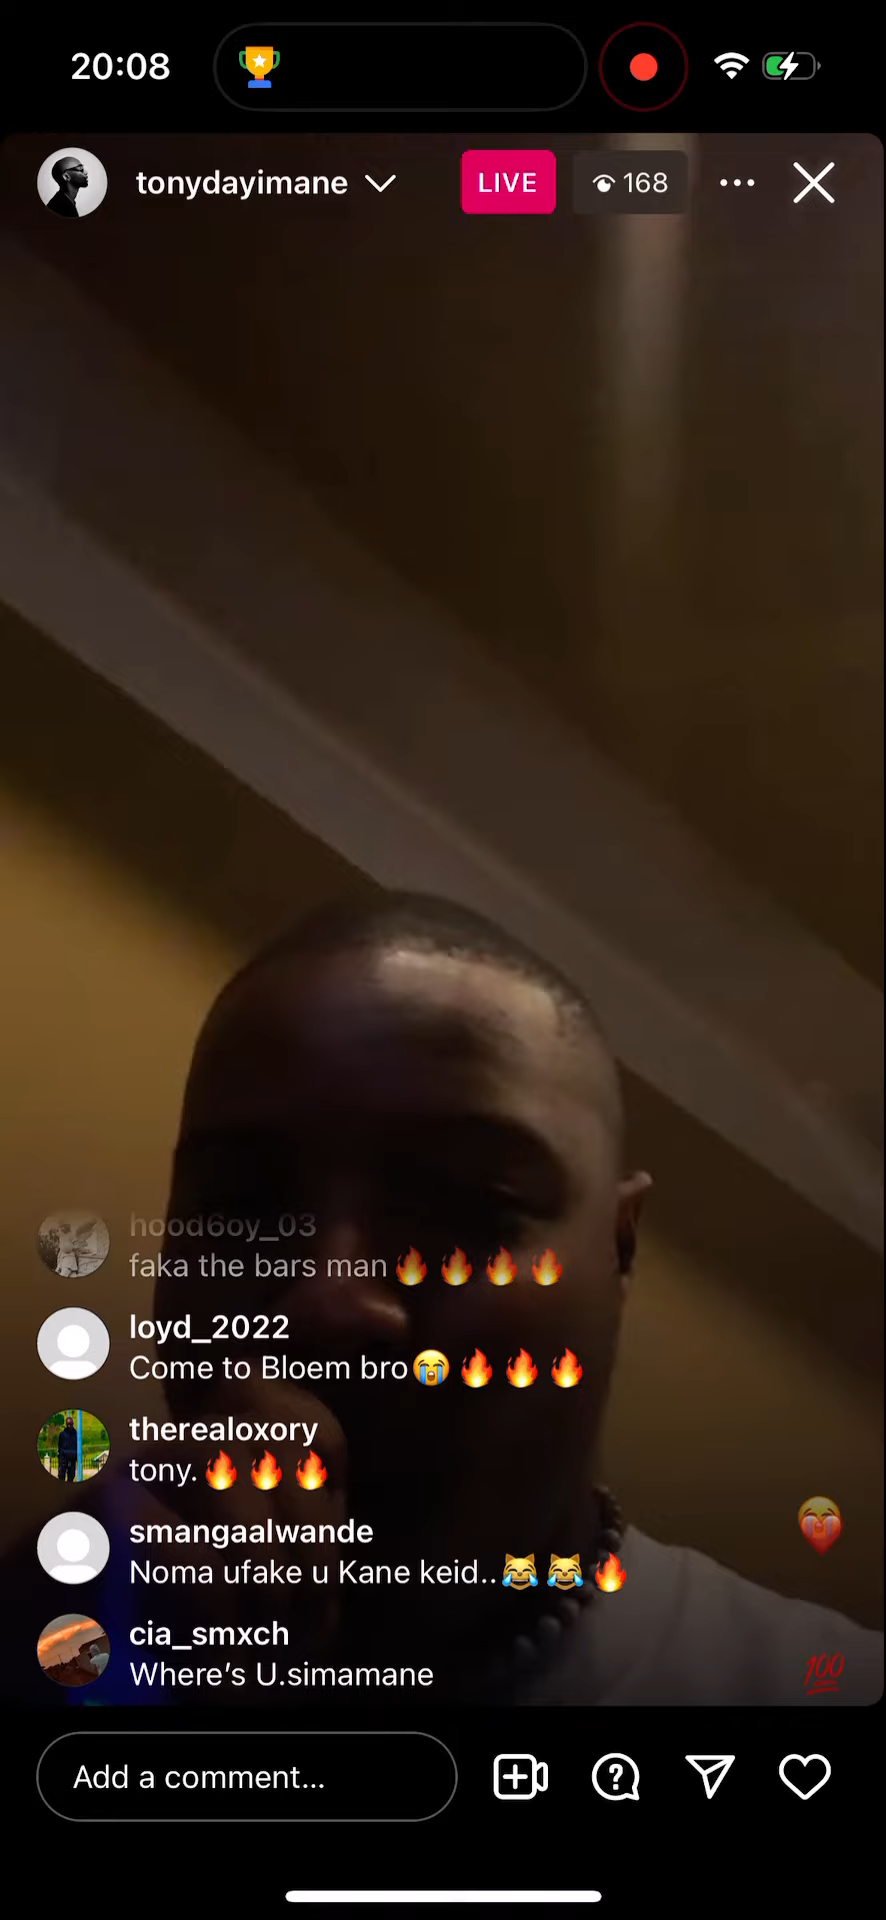 20:08
tonydayimane
LIVE
168
hood6oy_03
faka the bars man🔥🔥🔥🔥
loyd_2022
Come to Bloem bro😭🔥🔥🔥
therealoxory
tony.🔥🔥🔥
smangaalwande
Noma ufake u Kane keid..😹😹🔥
cia_smxch
Where’s U.simamane
💯
Add a comment...